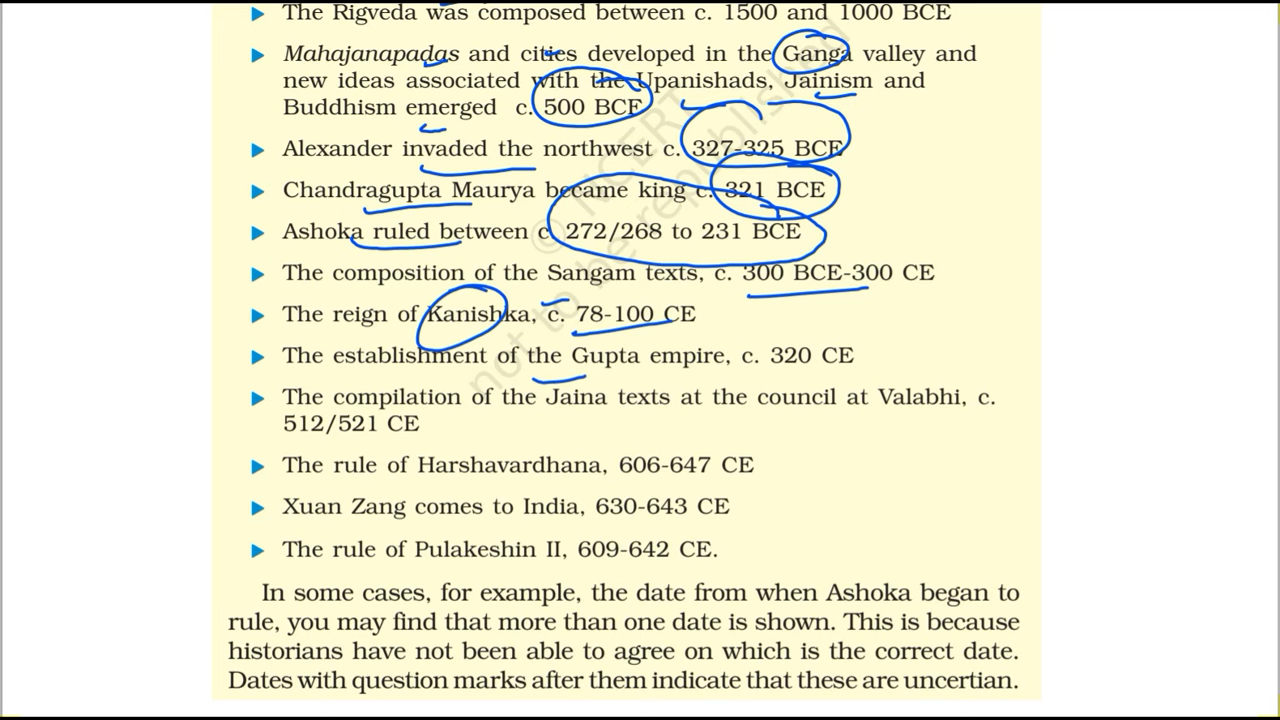 The Rigveda was composed between c. 1500 and 1000 BCE
Mahajanapadas and cities developed in the Ganga valley and
new ideas associated with the Upanishads, Jainism and
Buddhism emerged c. 500 BCE
Alexander invaded the northwest c. 327-325 BCE
Chandragupta Maurya became king c. 321 BCE
Ashoka ruled between c. 272/268 to 231 BCE
The composition of the Sangam texts, c. 300 BCE-300 CE
The reign of Kanishka, c. 78-100 CE
The establishment of the Gupta empire, c. 320 CE
The compilation of the Jaina texts at the council at Valabhi, c.
512/521 CE
The rule of Harshavardhana, 606-647 CE
Xuan Zang comes to India, 630-643 CE
The rule of Pulakeshin II, 609-642 CE.
In some cases, for example, the date from when Ashoka began to
rule, you may find that more than one date is shown. This is because
historians have not been able to agree on which is the correct date.
Dates with question marks after them indicate that these are uncertian.
© NCERT
not to be republished